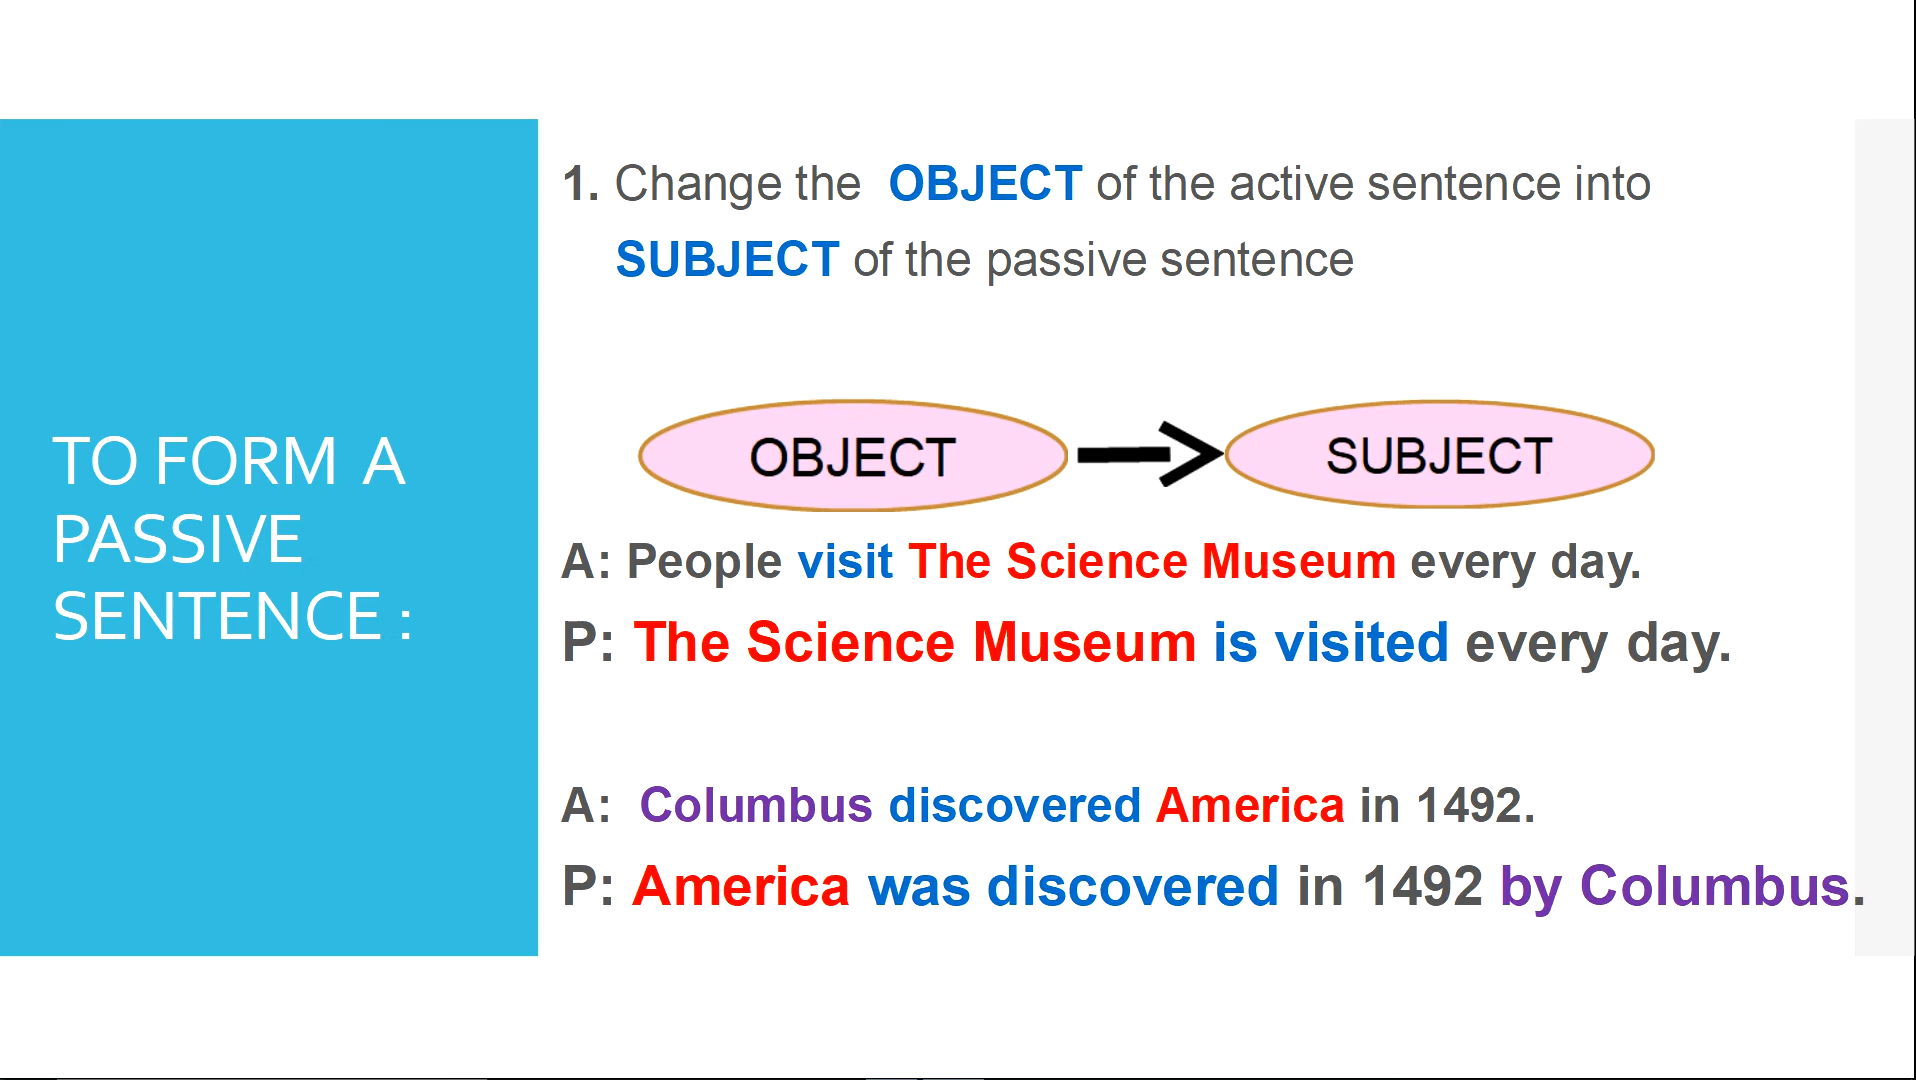 TO FORM A
PASSIVE
SENTENCE :
1. Change the OBJECT of the active sentence into
SUBJECT of the passive sentence
OBJECT
SUBJECT
A: People visit The Science Museum every day.
P: The Science Museum is visited every day.
A: Columbus discovered America in 1492.
P: America was discovered in 1492 by Columbus.